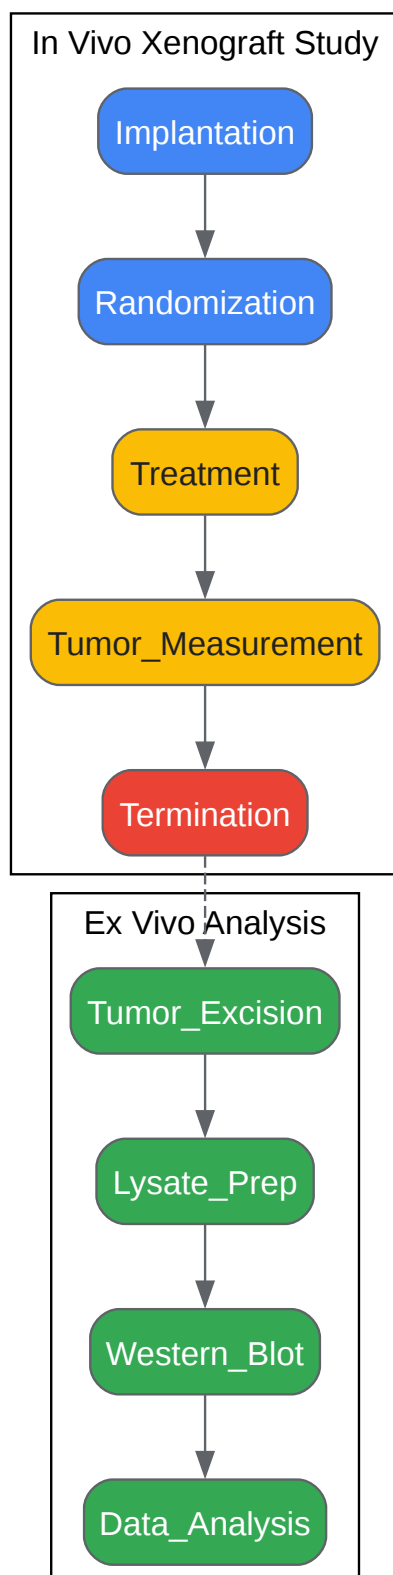 In Vivo Xenograft Study
Implantation
Randomization
Treatment
Tumor_Measurement
Termination
Ex Vivo Analysis
Tumor_Excision
Lysate_Prep
Western_Blot
Data_Analysis